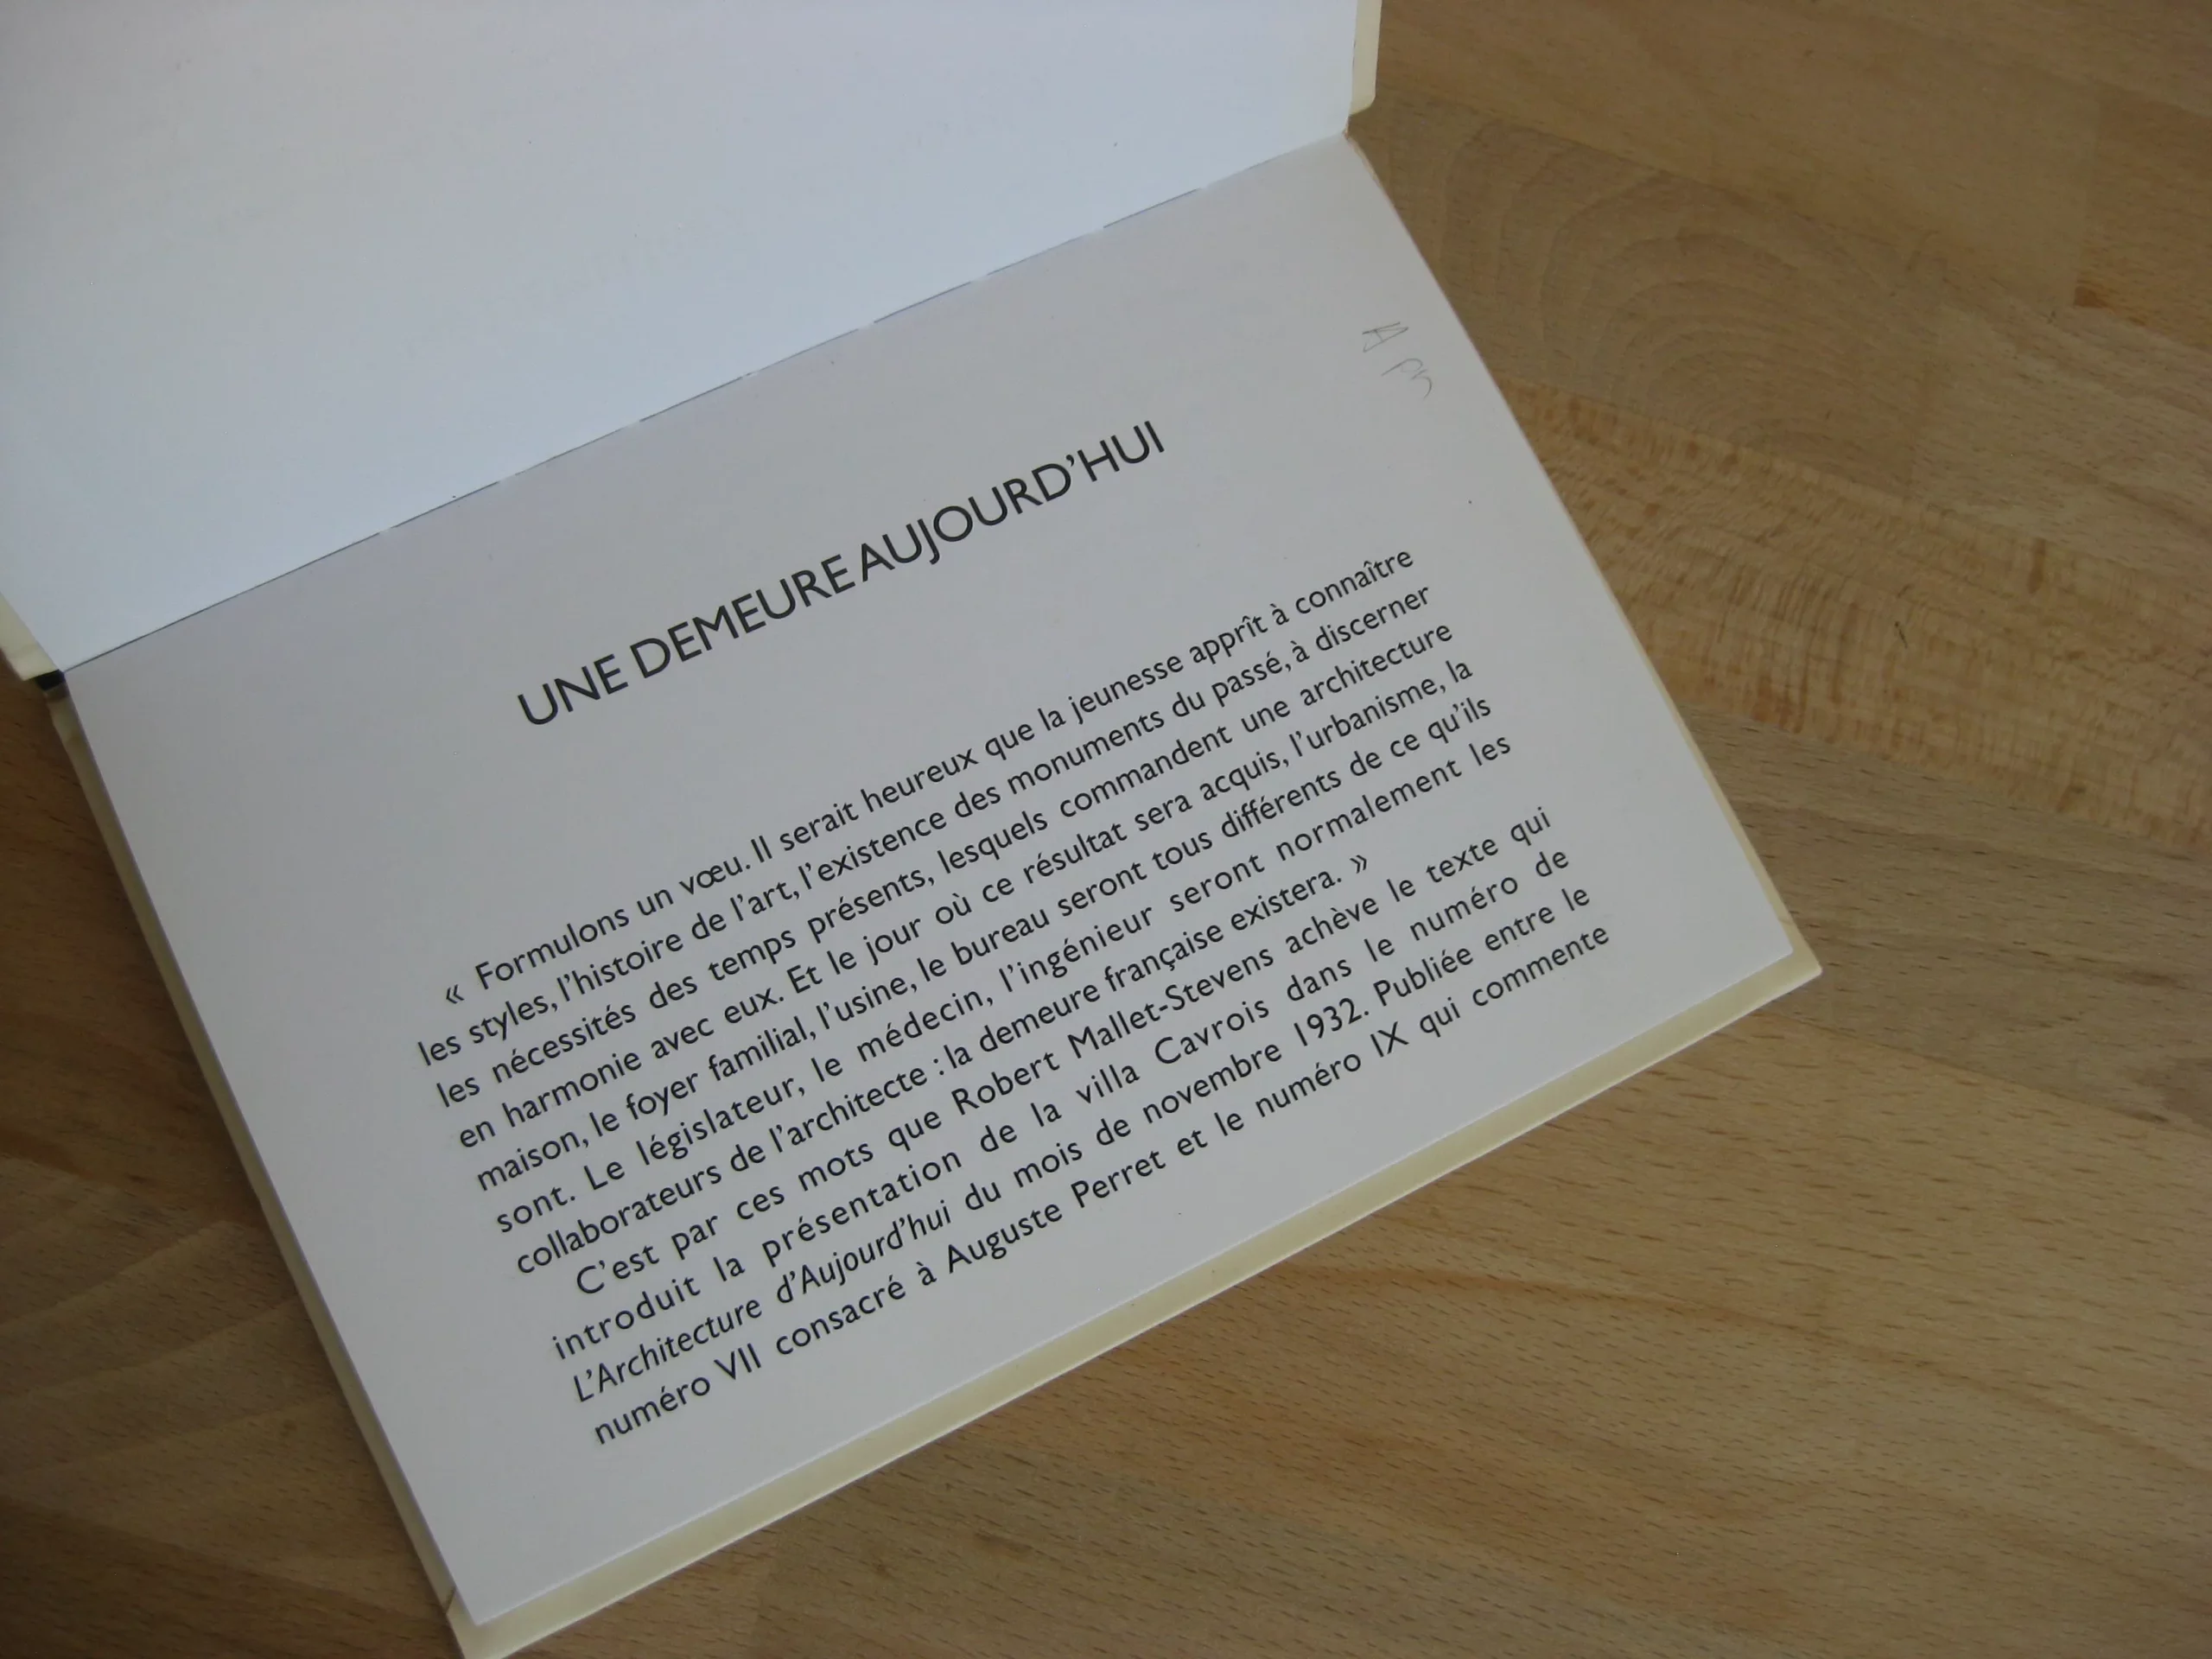 UNE DEMEURE AUJOURD'HUI
« Formulons un vœu. Il serait heureux que la jeunesse apprît à connaître
les styles, l'histoire de l'art, l'existence des monuments du passé, à discerner
les nécessités des temps présents, lesquels commandent une architecture
en harmonie avec eux. Et le jour où ce résultat sera acquis, l'urbanisme, la
maison, le foyer familial, l'usine, le bureau seront tous différents de ce qu'ils
sont. Le législateur, le médecin, l'ingénieur seront normalement les
collaborateurs de l'architecte : la demeure française existera. »
C'est par ces mots que Robert Mallet-Stevens achève le texte qui
introduit la présentation de la villa Cavrois dans le numéro de
L'Architecture d'Aujourd'hui du mois de novembre 1932. Publiée entre le
numéro VII consacré à Auguste Perret et le numéro IX qui commente